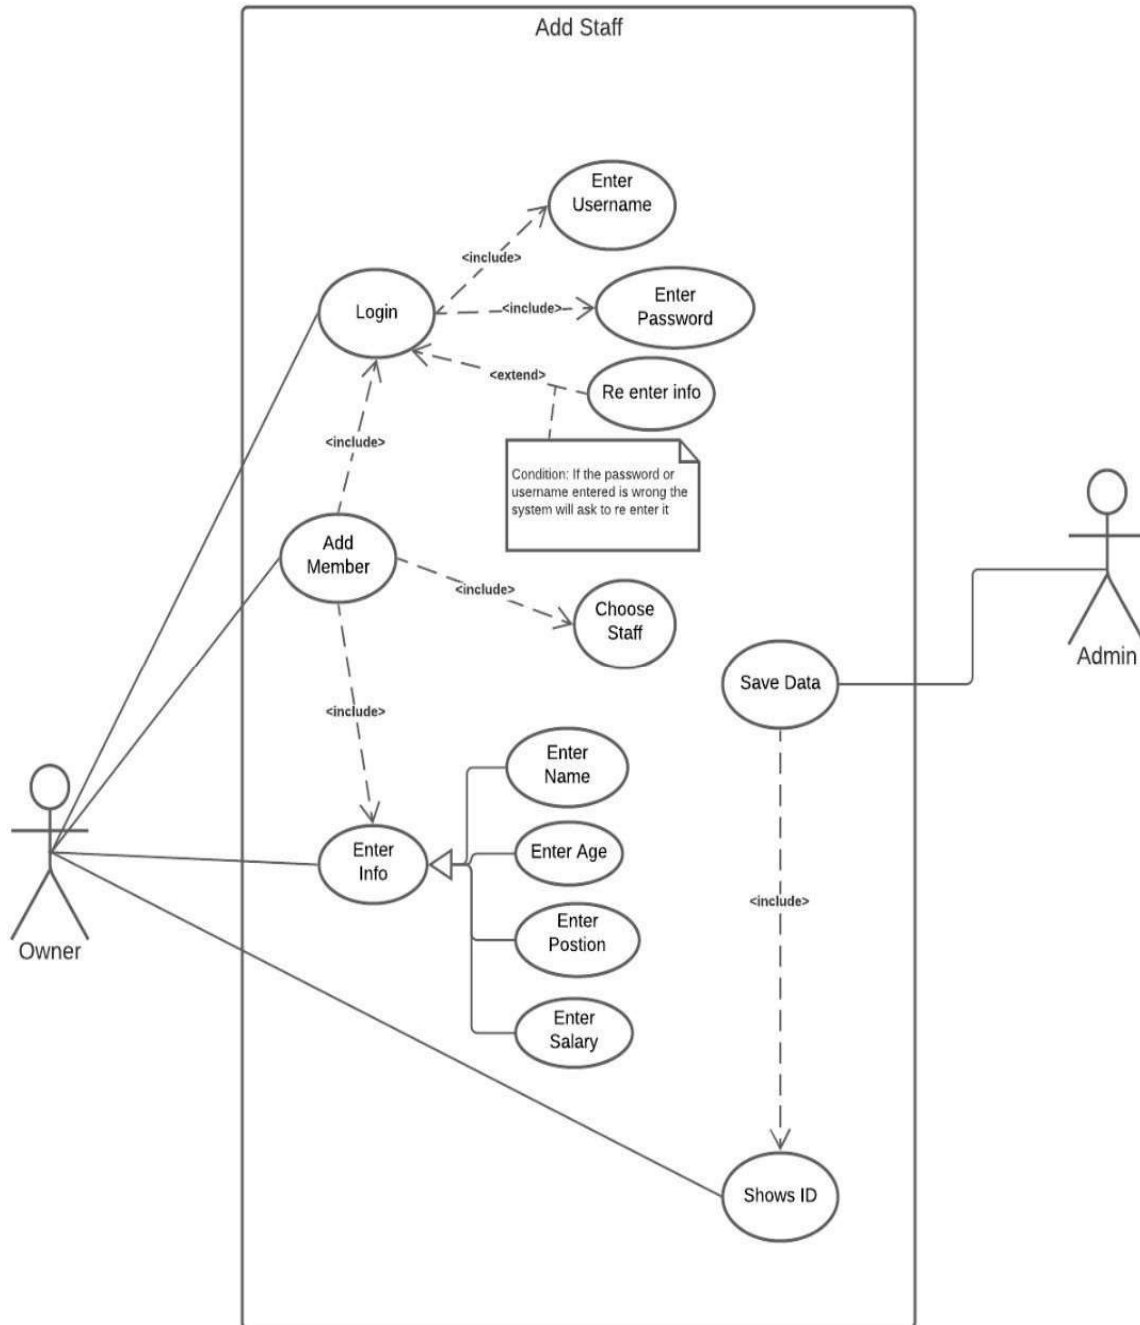 Add Staff
Enter
Username
<include>
Login
<include>
Enter
Password
<extend>
Re enter info
<include>
Condition: If the password or
username entered is wrong the
system will ask to re enter it
Add
Member
<include>
Choose
Staff
Admin
Save Data
<include>
Enter
Name
Enter Age
Enter
Info
<include>
Enter
Postion
Owner
Enter
Salary
Shows ID